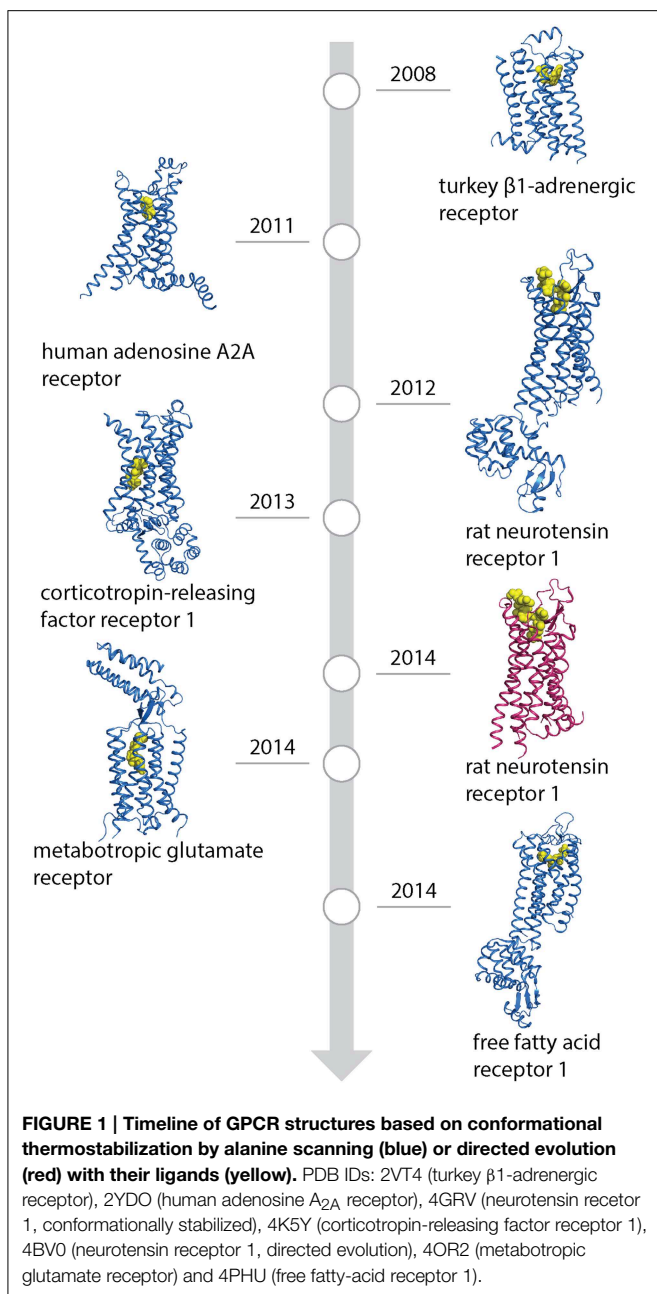 2008
turkey β1-adrenergic
receptor
2011
human adenosine A2A
receptor
2012
rat neurotensin
receptor 1
2013
corticotropin-releasing
factor receptor 1
2014
rat neurotensin
receptor 1
2014
metabotropic glutamate
receptor
2014
free fatty acid
receptor 1
FIGURE 1 | Timeline of GPCR structures based on conformational
thermostabilization by alanine scanning (blue) or directed evolution
(red) with their ligands (yellow). PDB IDs: 2VT4 (turkey β1-adrenergic
receptor), 2YDO (human adenosine A2A receptor), 4GRV (neurotensin recetor
1, conformationally stabilized), 4K5Y (corticotropin-releasing factor receptor 1),
4BV0 (neurotensin receptor 1, directed evolution), 4OR2 (metabotropic
glutamate receptor) and 4PHU (free fatty-acid receptor 1).